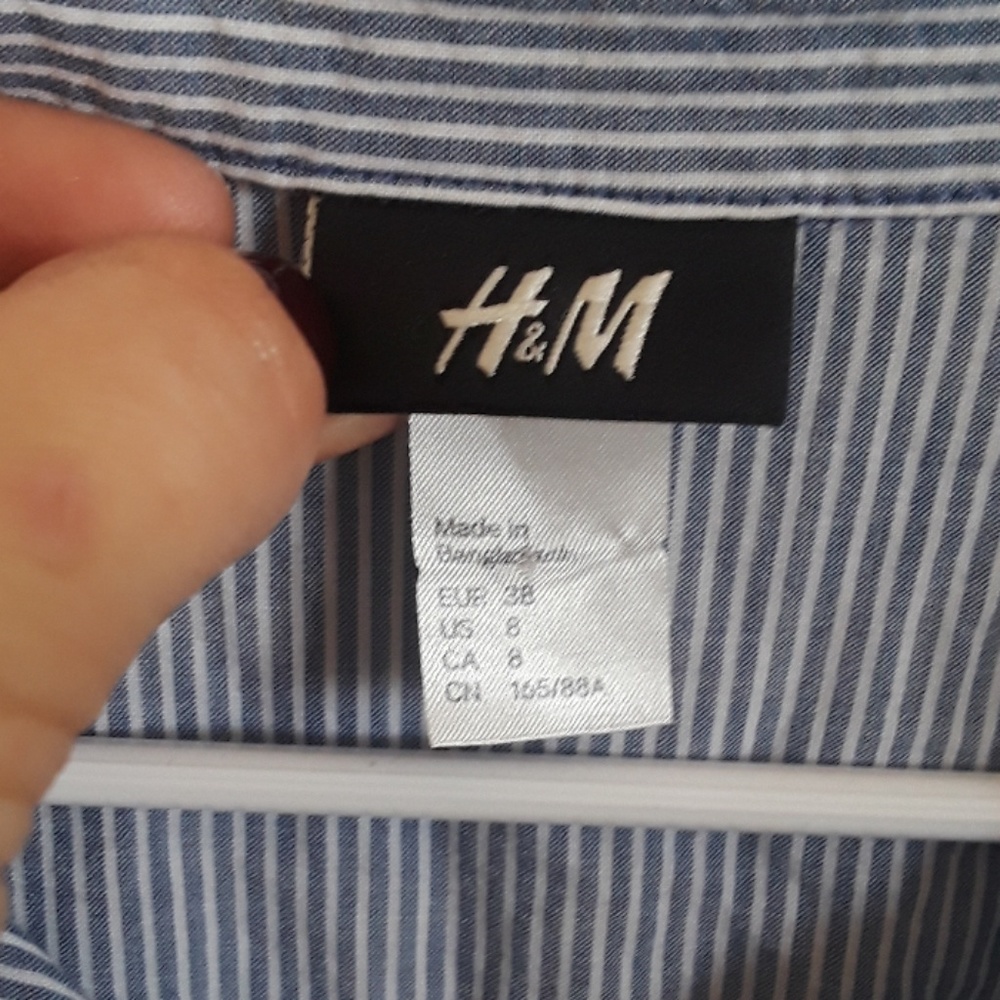 H&M
Made in
Bangladesh
EUR 38
US 8
CA 8
CN 165/88A